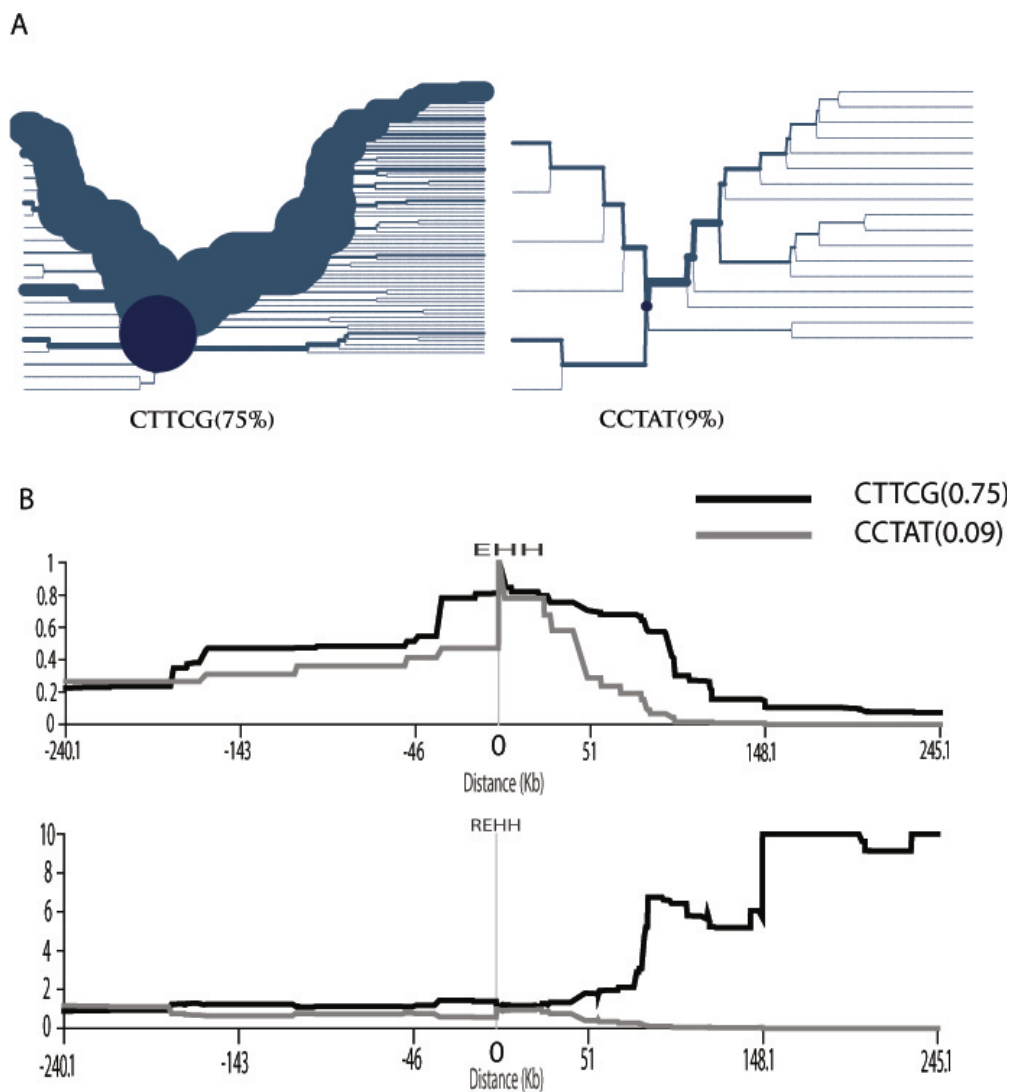 A
CTTCG(75%) CCTAT(9%)
B
CTTCG(0.75)
CCTAT(0.09)
EHH
1
0.8
0.6
0.4
0.2
0
-240.1 -143 -46 0 51 148.1 245.1
Distance (Kb)
REHH
10
8
6
4
2
0
-240.1 -143 -46 0 51 148.1 245.1
Distance (Kb)